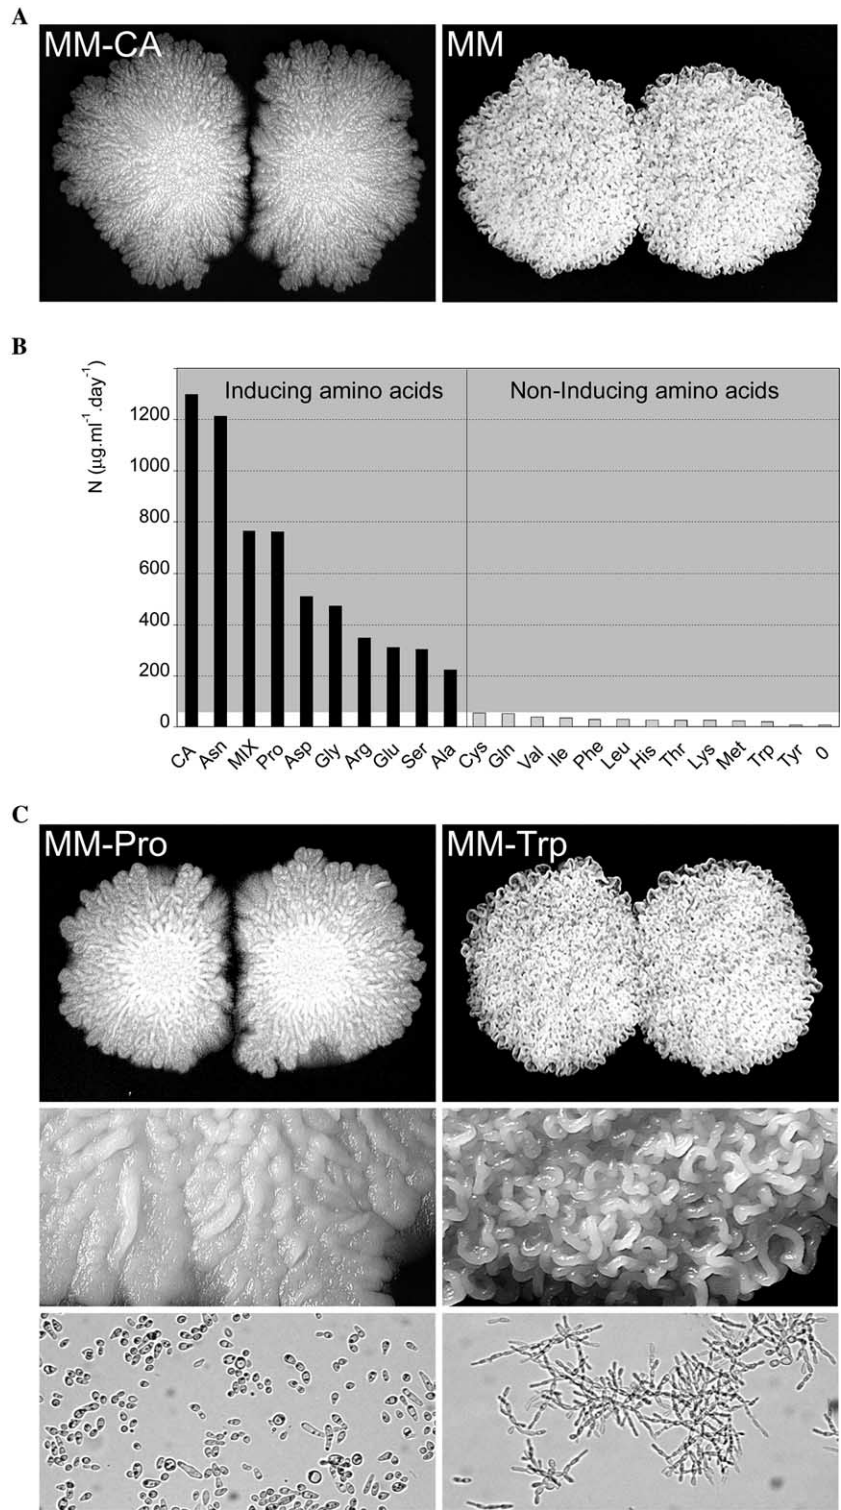 A
MM-CA
MM
B
N (µg.ml-1.day-1)
Inducing amino acids
Non-Inducing amino acids
1200
1000
800
600
400
200
0
CA Asn MIX Pro Asp Gly Arg Glu Ser Ala Cys Gln Val Ile Phe Leu His Thr Lys Met Trp Tyr 0
C
MM-Pro
MM-Trp